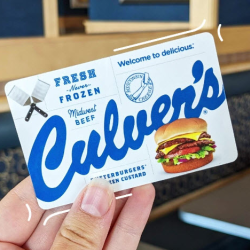 FRESH
Never
FROZEN
Midwest
BEEF
Welcome to delicious.
Culver's
BUTTERBURGERS
FROZEN CUSTARD